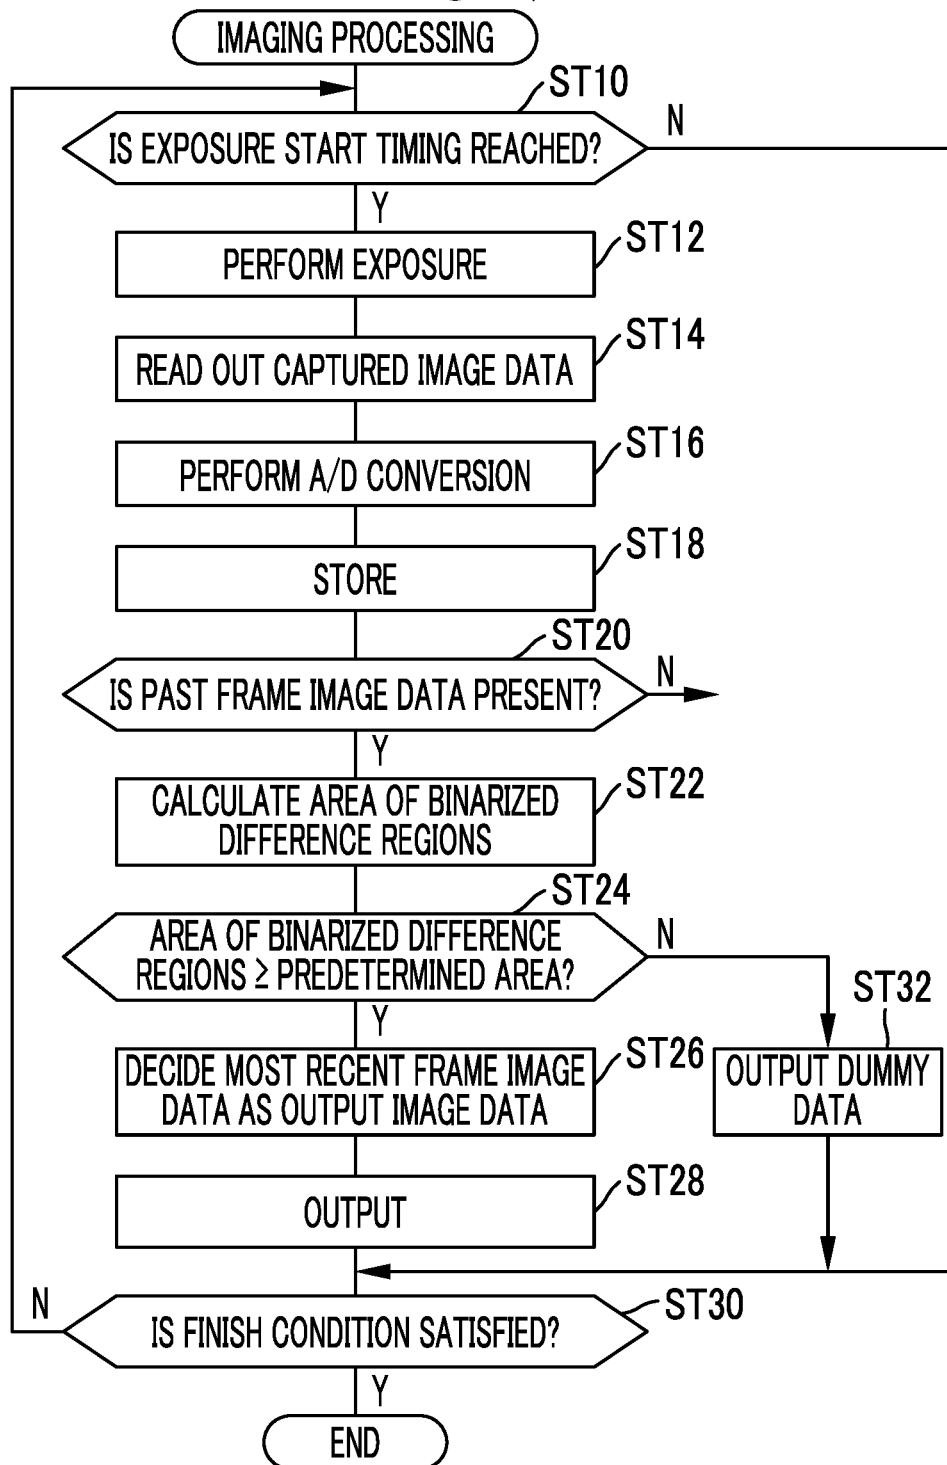 IMAGING PROCESSING
ST10
IS EXPOSURE START TIMING REACHED?
N
Y
ST12
PERFORM EXPOSURE
ST14
READ OUT CAPTURED IMAGE DATA
ST16
PERFORM A/D CONVERSION
ST18
STORE
ST20
IS PAST FRAME IMAGE DATA PRESENT?
N
Y
ST22
CALCULATE AREA OF BINARIZED
DIFFERENCE REGIONS
ST24
AREA OF BINARIZED DIFFERENCE
REGIONS ≥ PREDETERMINED AREA?
N
Y
ST32
OUTPUT DUMMY
DATA
ST26
DECIDE MOST RECENT FRAME IMAGE
DATA AS OUTPUT IMAGE DATA
ST28
OUTPUT
ST30
N
IS FINISH CONDITION SATISFIED?
Y
END